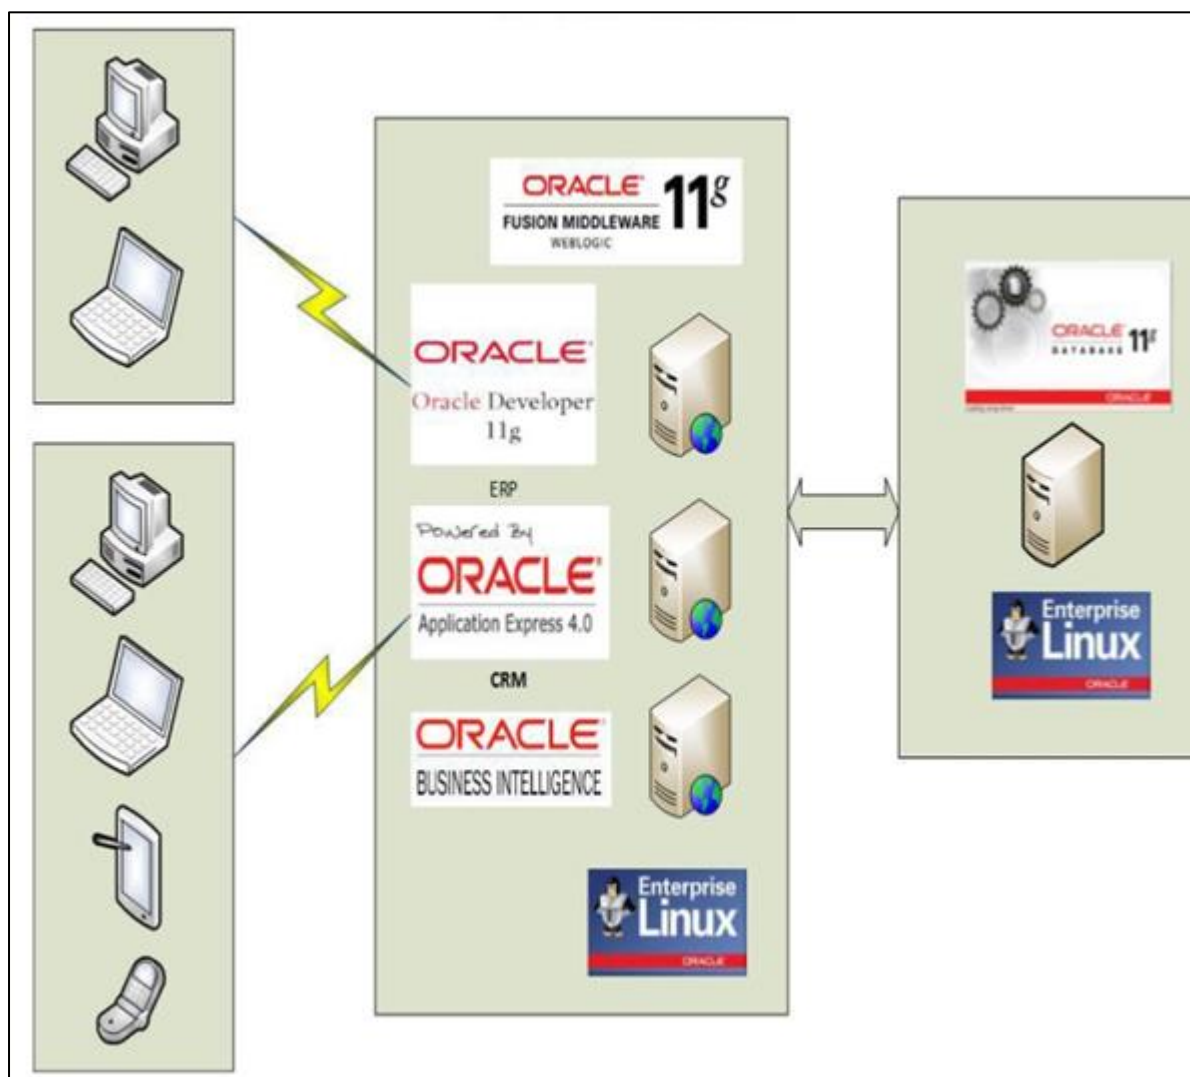 ORACLE®
FUSION MIDDLEWARE
WEBLOGIC
11g
ORACLE®
Oracle Developer
11g
ERP
Powered By
ORACLE®
Application Express 4.0
CRM
ORACLE®
BUSINESS INTELLIGENCE
Enterprise
Linux
ORACLE
ORACLE
DATABASE
11g
ORACLE
Enterprise
Linux
ORACLE